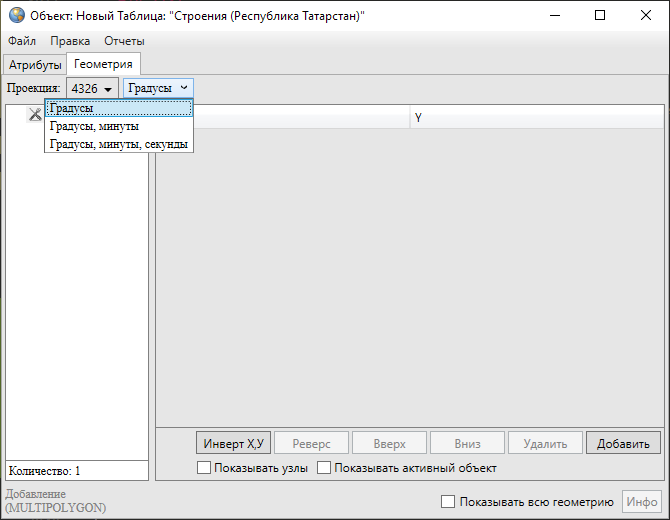 Объект: Новый Таблица: "Строения (Республика Татарстан)"
Файл Правка Отчеты
Атрибуты Геометрия
Проекция: 4326 Градусы
Градусы
Градусы, минуты
Градусы, минуты, секунды
Y
Инверт X,У Реверс Вверх Вниз Удалить Добавить
Показывать узлы Показывать активный объект
Количество: 1
Добавление
(MULTIPOLYGON)
Показывать всю геометрию Инфо